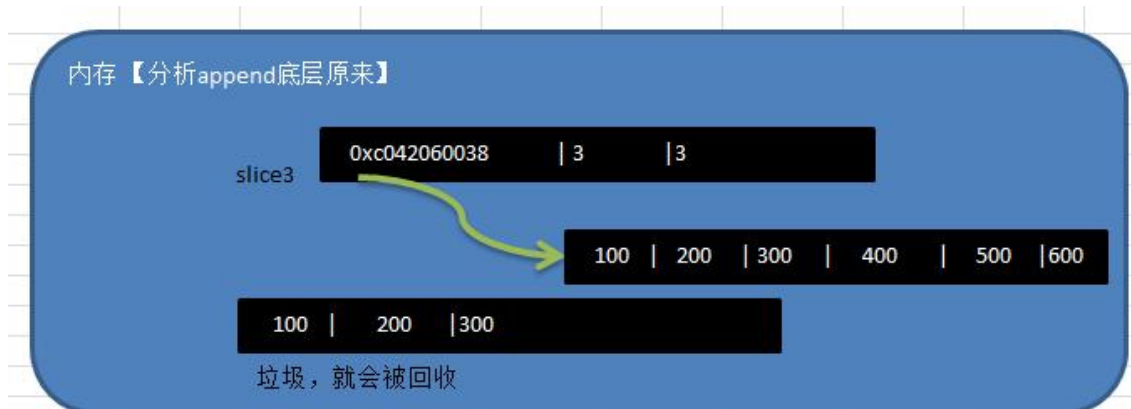 内存【分析append底层原来】
0xc042060038 | 3 |3
slice3
100 | 200 |300 | 400 | 500 |600
100 | 200 |300
垃圾，就会被回收